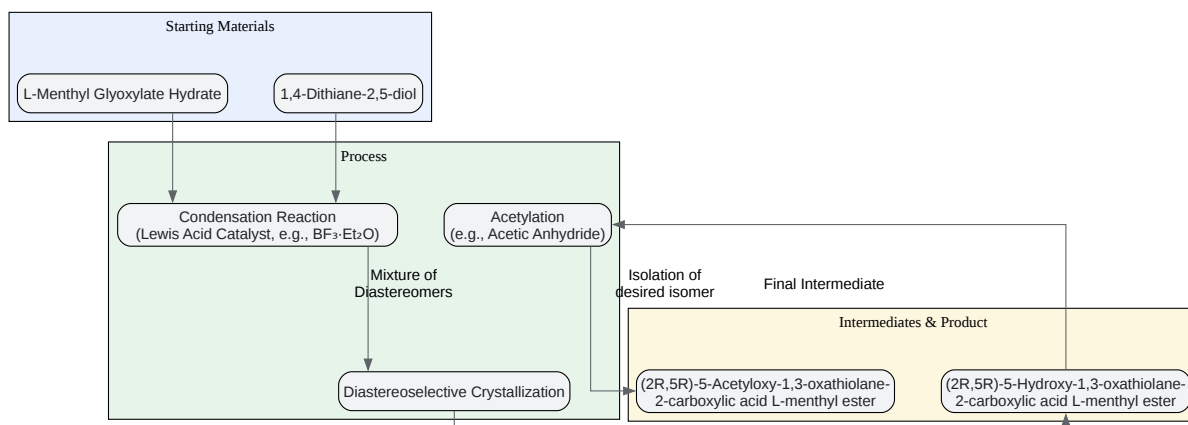 Starting Materials
L-Menthyl Glyoxylate Hydrate
1,4-Dithiane-2,5-diol
Process
Condensation Reaction
(Lewis Acid Catalyst, e.g., BF₃·Et₂O)
Acetylation
(e.g., Acetic Anhydride)
Mixture of
Diastereomers
Isolation of
desired isomer
Final Intermediate
Intermediates & Product
Diastereoselective Crystallization
(2R,5R)-5-Acetyloxy-1,3-oxathiolane-
2-carboxylic acid L-menthyl ester
(2R,5R)-5-Hydroxy-1,3-oxathiolane-
2-carboxylic acid L-menthyl ester